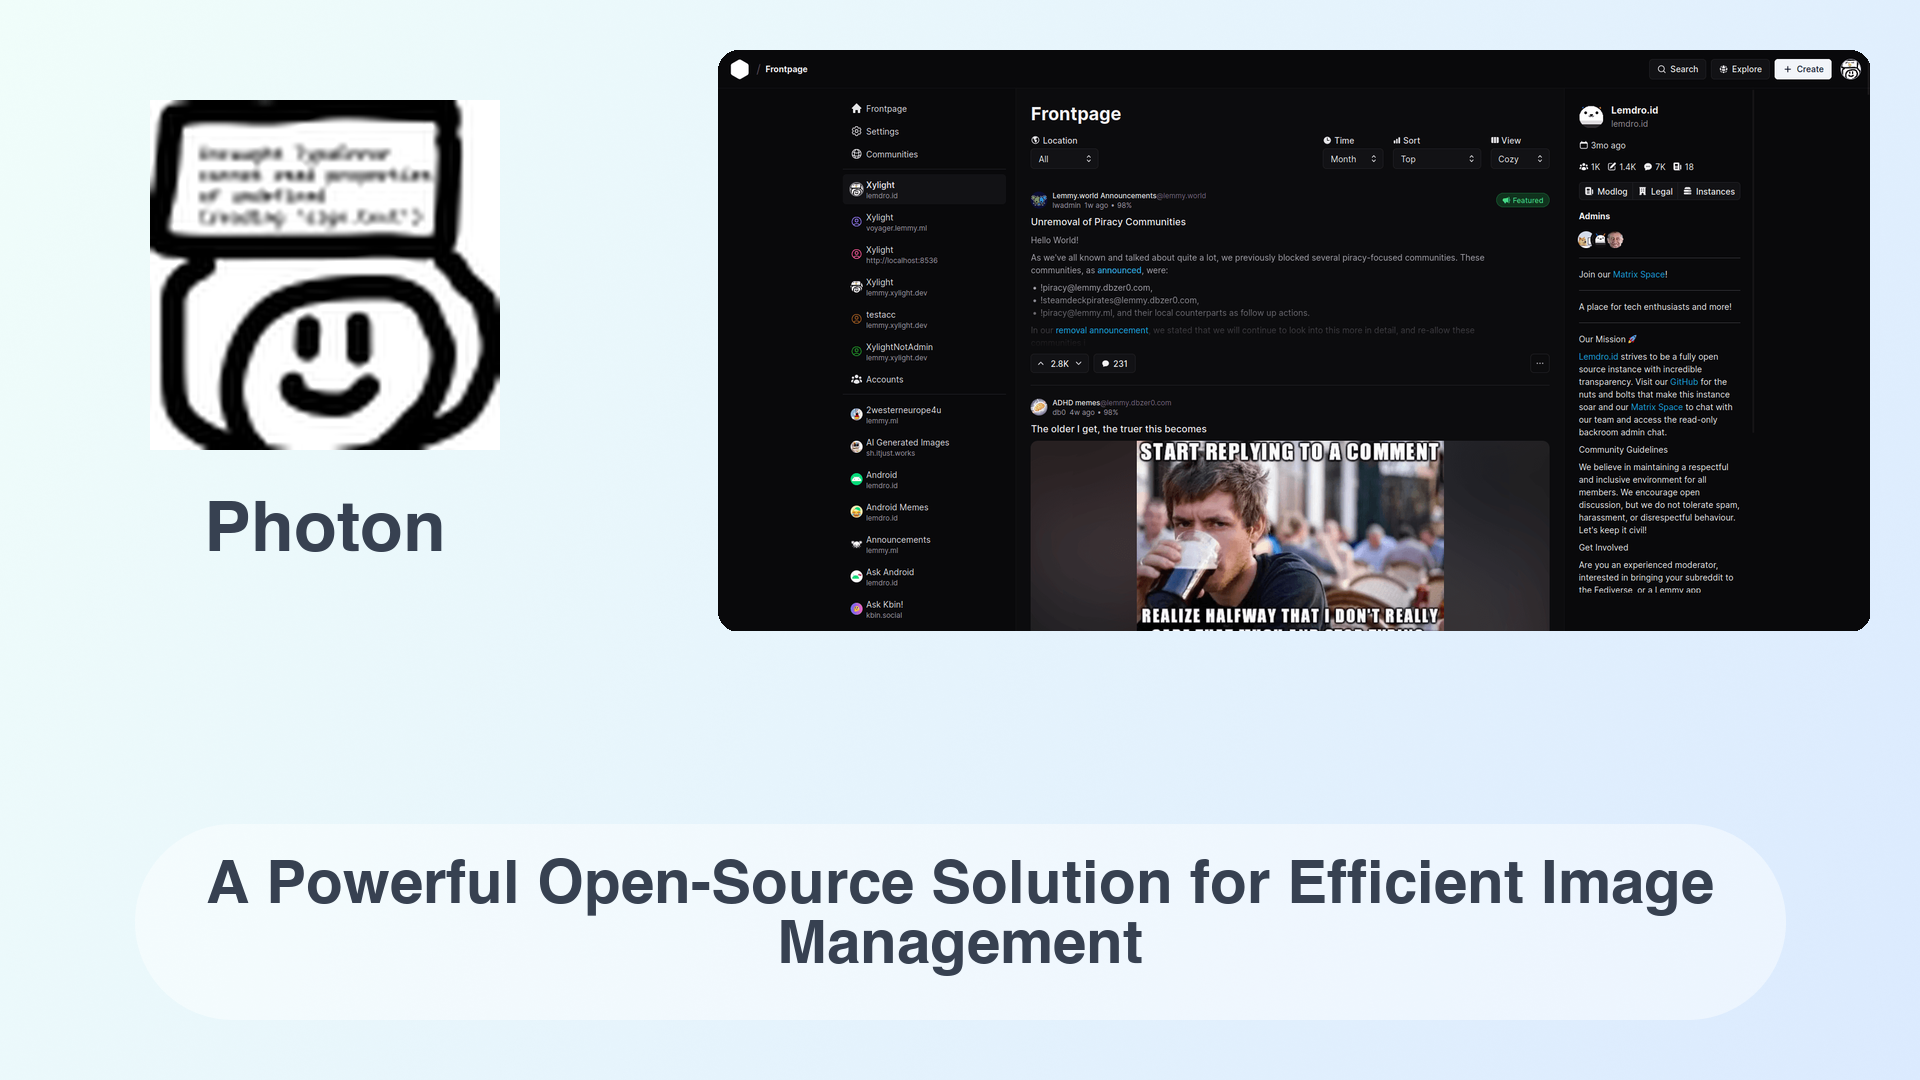 Uncaught TypeError
cannot read properties
of undefined
(reading 'sign.text')
Photon
/ Frontpage
Search
Explore
+ Create
Frontpage
Settings
Communities
Xylight
lemdro.id
Xylight
voyager.lemmy.ml
Xylight
http://localhost:8536
Xylight
lemmy.xylight.dev
testacc
lemmy.xylight.dev
XylightNotAdmin
lemmy.xylight.dev
Accounts
2westerneurope4u
lemmy.ml
AI Generated Images
sh.itjust.works
Android
lemdro.id
Android Memes
lemdro.id
Announcements
lemmy.ml
Ask Android
lemdro.id
Ask Kbin!
kbin.social
Frontpage
Location
All
Time
Month
Sort
Top
View
Cozy
Lemmy.world Announcements@lemmy.world
lwadmin 1w ago • 98%
Featured
Unremoval of Piracy Communities
Hello World!
As we've all known and talked about quite a lot, we previously blocked several piracy-focused communities. These
communities, as announced, were:
• !piracy@lemmy.dbzer0.com,
• !steamdeckpirates@lemmy.dbzer0.com,
• !piracy@lemmy.ml, and their local counterparts as follow up actions.
In our removal announcement, we stated that we will continue to look into this more in detail, and re-allow these
2.8K
231
ADHD memes@lemmy.dbzer0.com
db0 4w ago • 98%
The older I get, the truer this becomes
START REPLYING TO A COMMENT
REALIZE HALFWAY THAT I DON'T REALLY
Lemdro.id
lemdro.id
3mo ago
1K 1.4K 7K 18
Modlog Legal Instances
Admins
Join our Matrix Space!
A place for tech enthusiasts and more!
Our Mission 🚀
Lemdro.id strives to be a fully open
source instance with incredible
transparency. Visit our GitHub for the
nuts and bolts that make this instance
soar and our Matrix Space to chat with
our team and access the read-only
backroom admin chat.
Community Guidelines
We believe in maintaining a respectful
and inclusive environment for all
members. We encourage open
discussion, but we do not tolerate spam,
harassment, or disrespectful behaviour.
Let's keep it civil!
Get Involved
Are you an experienced moderator,
interested in bringing your subreddit to
the Fediverse, or a Lemmy app
A Powerful Open-Source Solution for Efficient Image
Management